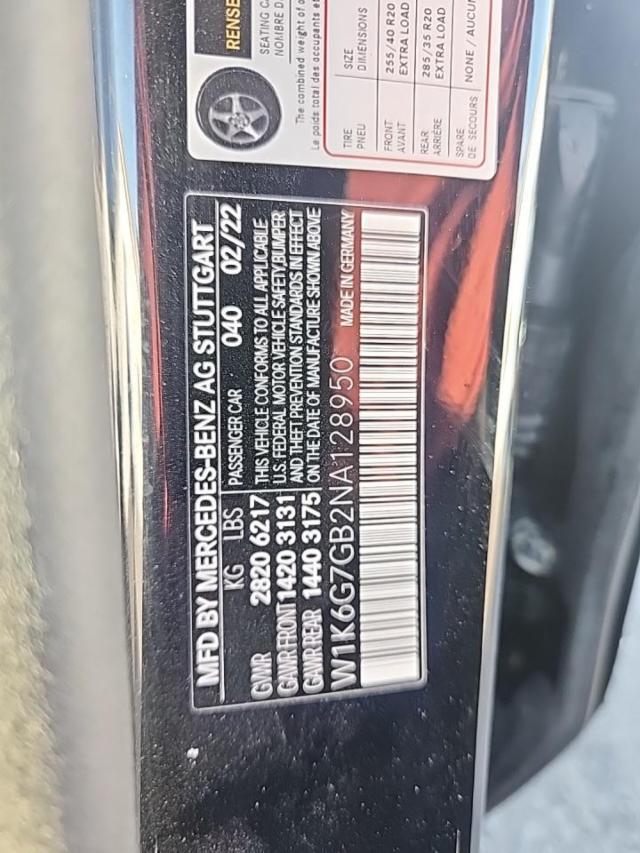 MFD BY MERCEDES-BENZ AG STUTTGART
KG LBS PASSENGER CAR 040 02/22
GVWR 2820 6217 THIS VEHICLE CONFORMS TO ALL APPLICABLE
U.S. FEDERAL MOTOR VEHICLE SAFETY,BUMPER
GAWR FRONT 1420 3131 AND THEFT PREVENTION STANDARDS IN EFFECT
GAWR REAR 1440 3175 ON THE DATE OF MANUFACTURE SHOWN ABOVE
W1K6G7GB2NA128950 MADE IN GERMANY
SEATING
NOMBRE
The combined weight of
Le poids total des occupants
TIRE SIZE
PNEU DIMENSIONS
FRONT 255/40 R20
AVANT EXTRA LOAD
REAR 285/35 R20
ARRIÈRE EXTRA LOAD
SPARE NONE /
DE SECOURS